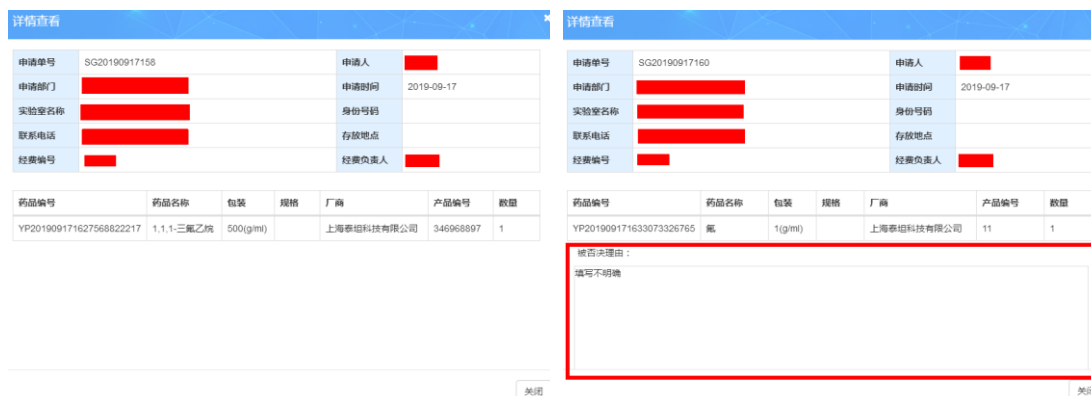 详情查看
申请单号 SG20190917158 申请人
申请部门 申请时间 2019-09-17
实验室名称 身份号码
联系电话 存放地点
经费编号 经费负责人
药品编号 药品名称 包装 规格 厂商 产品编号 数量
YP201909171627568822217 1,1,1-三氟乙烷 500(g/ml) 上海泰坦科技有限公司 346968897 1
关闭
详情查看
申请单号 SG20190917160 申请人
申请部门 申请时间 2019-09-17
实验室名称 身份号码
联系电话 存放地点
经费编号 经费负责人
药品编号 药品名称 包装 规格 厂商 产品编号 数量
YP201909171633073326765 氟 1(g/ml) 上海泰坦科技有限公司 11 1
被否决理由：
填写不明确